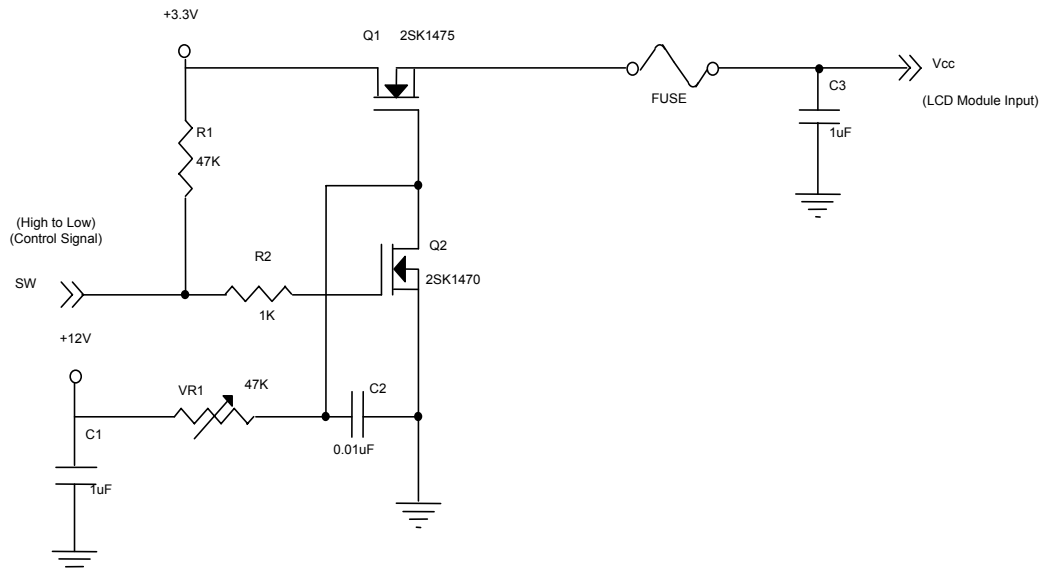 +3.3V
Q1 2SK1475
Vcc
FUSE
C3
(LCD Module Input)
R1
1uF
47K
(High to Low)
(Control Signal)
Q2
R2
SW
2SK1470
1K
+12V
VR1
47K
C2
C1
0.01uF
1uF